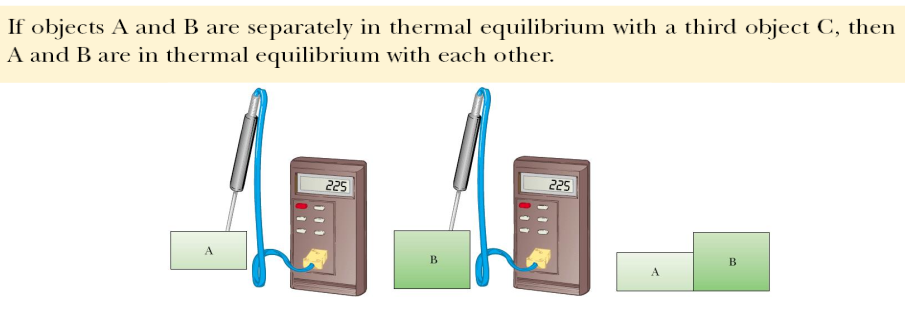 If objects A and B are separately in thermal equilibrium with a third object C, then
A and B are in thermal equilibrium with each other.
225
225
A
B
A
B